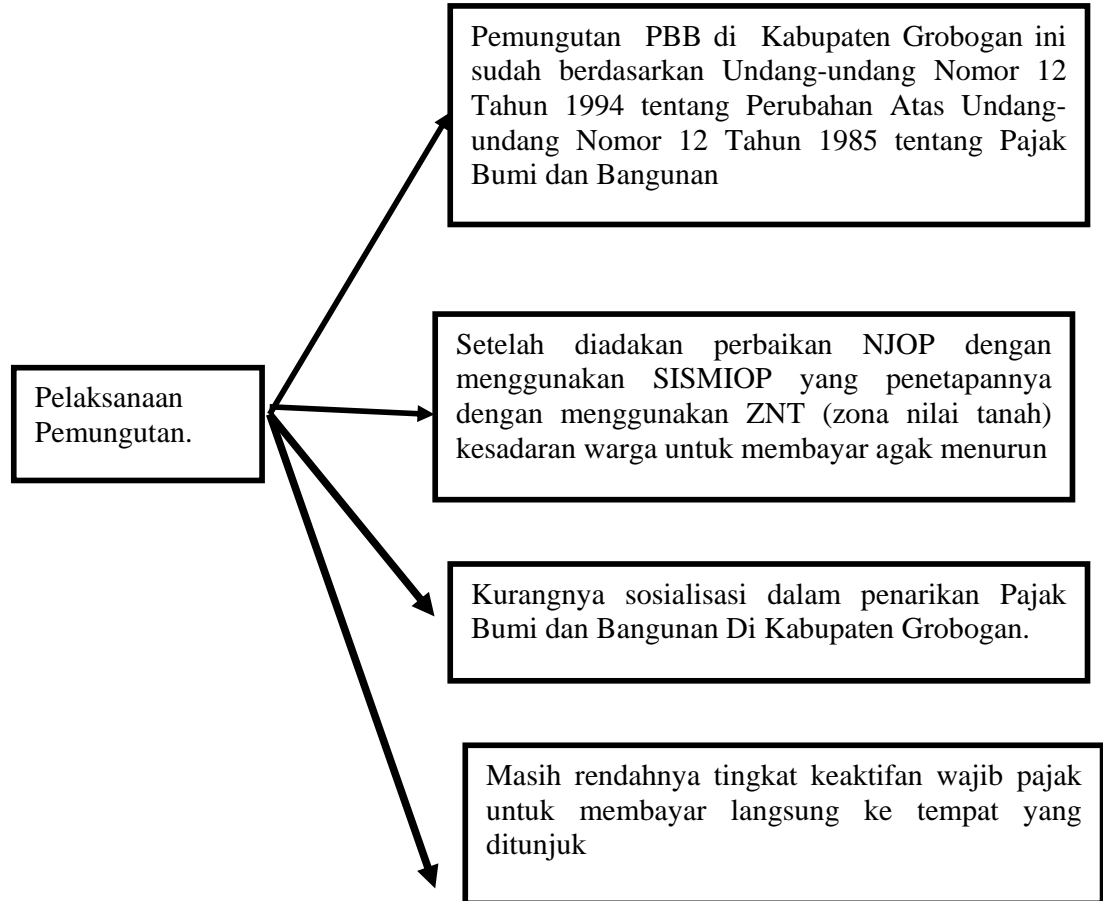 Pemungutan PBB di Kabupaten Grobogan ini
sudah berdasarkan Undang-undang Nomor 12
Tahun 1994 tentang Perubahan Atas Undang-
undang Nomor 12 Tahun 1985 tentang Pajak
Bumi dan Bangunan
Setelah diadakan perbaikan NJOP dengan
menggunakan SISMIOP yang penetapannya
dengan menggunakan ZNT (zona nilai tanah)
kesadaran warga untuk membayar agak menurun
Pelaksanaan
Pemungutan.
Kurangnya sosialisasi dalam penarikan Pajak
Bumi dan Bangunan Di Kabupaten Grobogan.
Masih rendahnya tingkat keaktifan wajib pajak
untuk membayar langsung ke tempat yang
ditunjuk